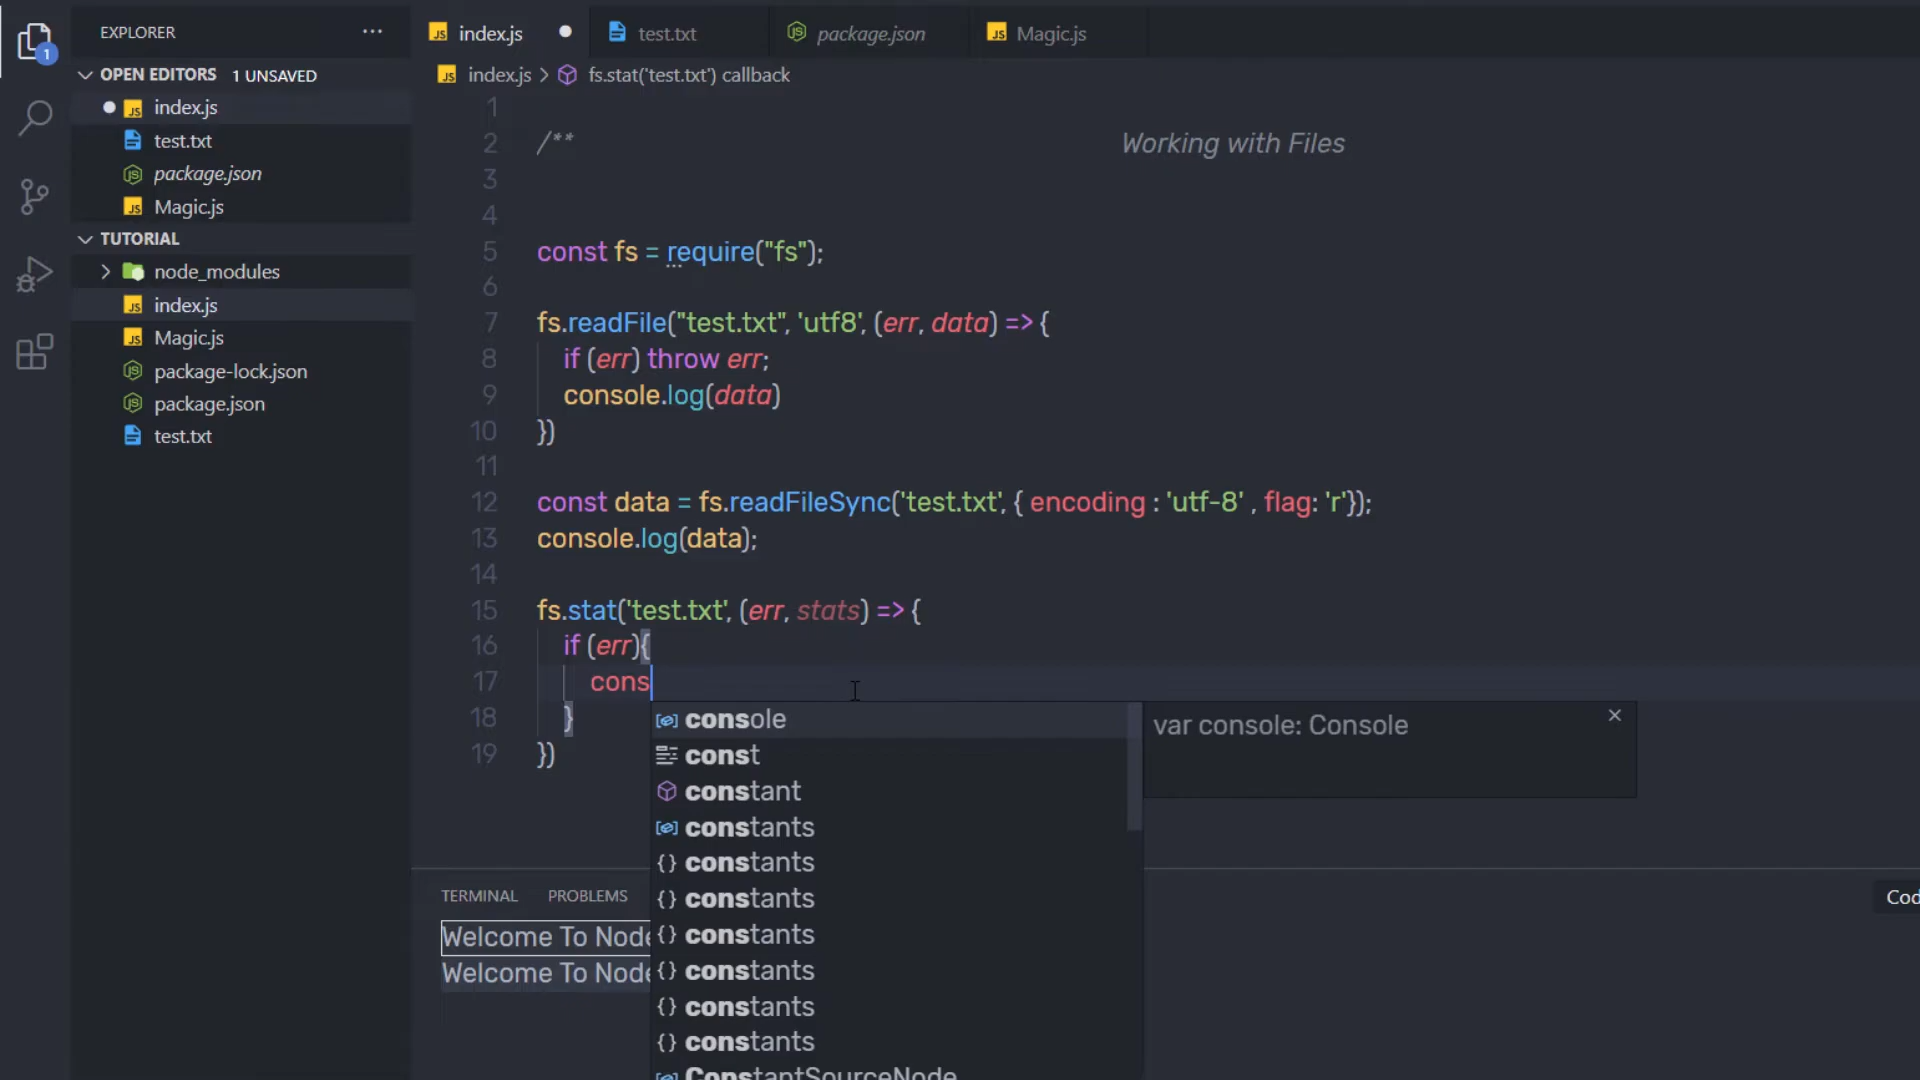 EXPLORER
...
OPEN EDITORS 1 UNSAVED
index.js
test.txt
package.json
Magic.js
TUTORIAL
node_modules
index.js
Magic.js
package-lock.json
package.json
test.txt
1
index.js
test.txt
package.json
Magic.js
index.js > fs.stat('test.txt') callback
1
2 /** Working with Files
3
4
5 const fs = require("fs");
6
7 fs.readFile("test.txt", 'utf8', (err, data) => {
8 if (err) throw err;
9 console.log(data)
10 })
11
12 const data = fs.readFileSync('test.txt', { encoding : 'utf-8' , flag: 'r'});
13 console.log(data);
14
15 fs.stat('test.txt', (err, stats) => {
16 if (err){
17 cons
18 }
19 })
console
const
constant
constants
constants
constants
constants
constants
constants
constants
ConstantSourceNode
var console: Console
TERMINAL PROBLEMS
Cod
Welcome To Node
Welcome To Node